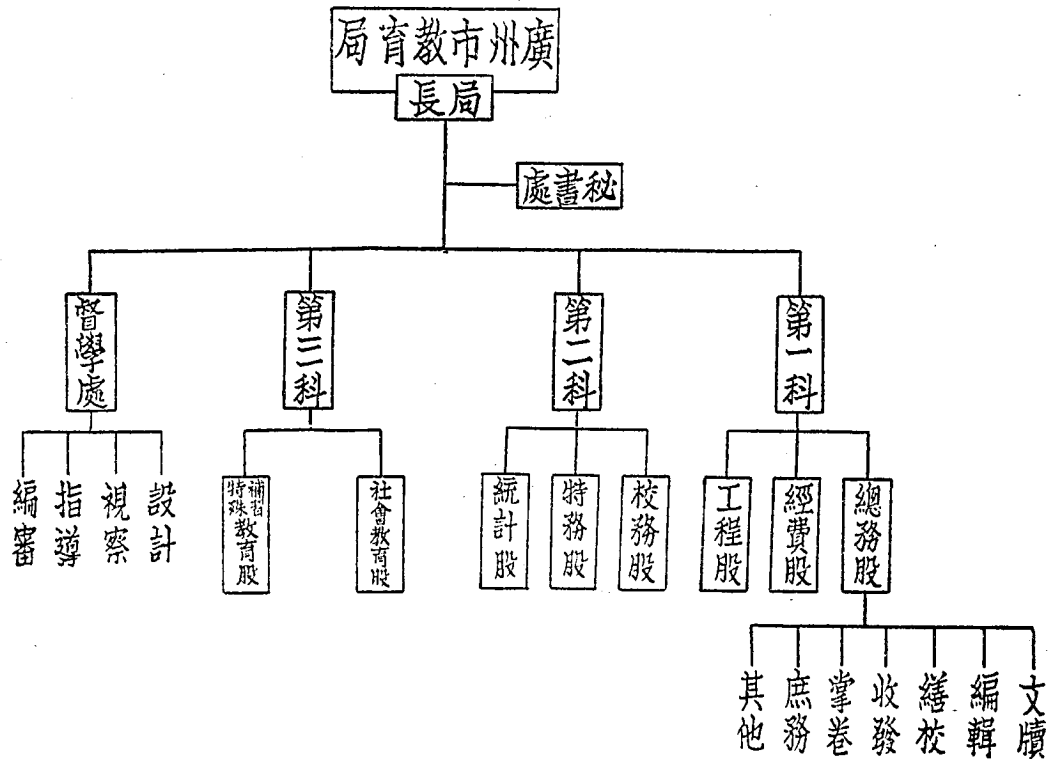 廣州市教育局
局長
秘書處
第一科
第二科
第三科
督學處
總務股
經費股
工程股
校務股
特務股
統計股
社會教育股
補習特殊教育股
設計
視察
指導
編審
文牘
編輯
繕校
收發
掌卷
庶務
其他